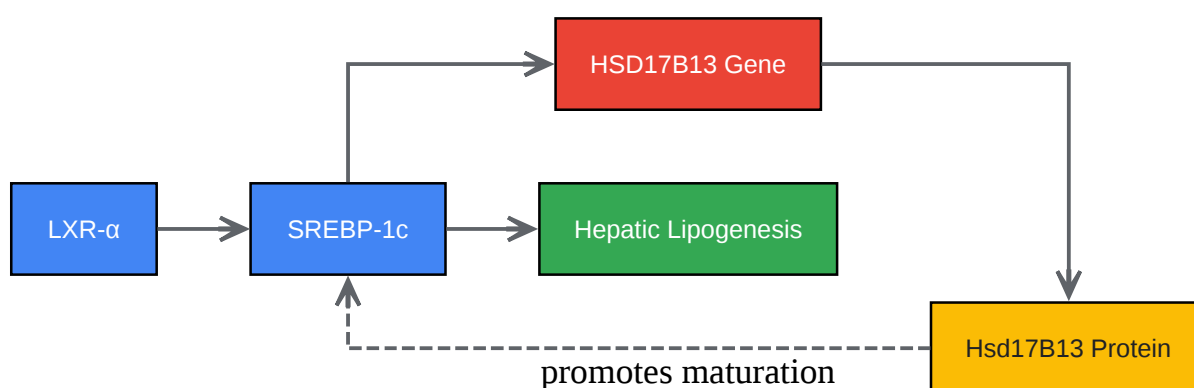 HSD17B13 Gene
LXR-α
SREBP-1c
Hepatic Lipogenesis
Hsd17B13 Protein
promotes maturation